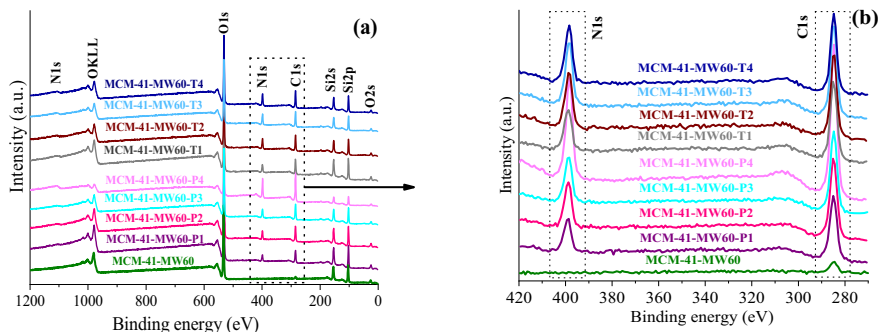 (a)
N1s
OKLL
O1s
N1s
C1s
Si2s
Si2p
O2s
MCM-41-MW60-T4
MCM-41-MW60-T3
MCM-41-MW60-T2
MCM-41-MW60-T1
MCM-41-MW60-P4
MCM-41-MW60-P3
MCM-41-MW60-P2
MCM-41-MW60-P1
MCM-41-MW60
Intensity (a.u.)
1200 1000 800 600 400 200 0
Binding energy (eV)
(b)
N1s
C1s
MCM-41-MW60-T4
MCM-41-MW60-T3
MCM-41-MW60-T2
MCM-41-MW60-T1
MCM-41-MW60-P4
MCM-41-MW60-P3
MCM-41-MW60-P2
MCM-41-MW60-P1
MCM-41-MW60
Intensity (a.u.)
420 400 380 360 340 320 300 280
Binding energy (eV)